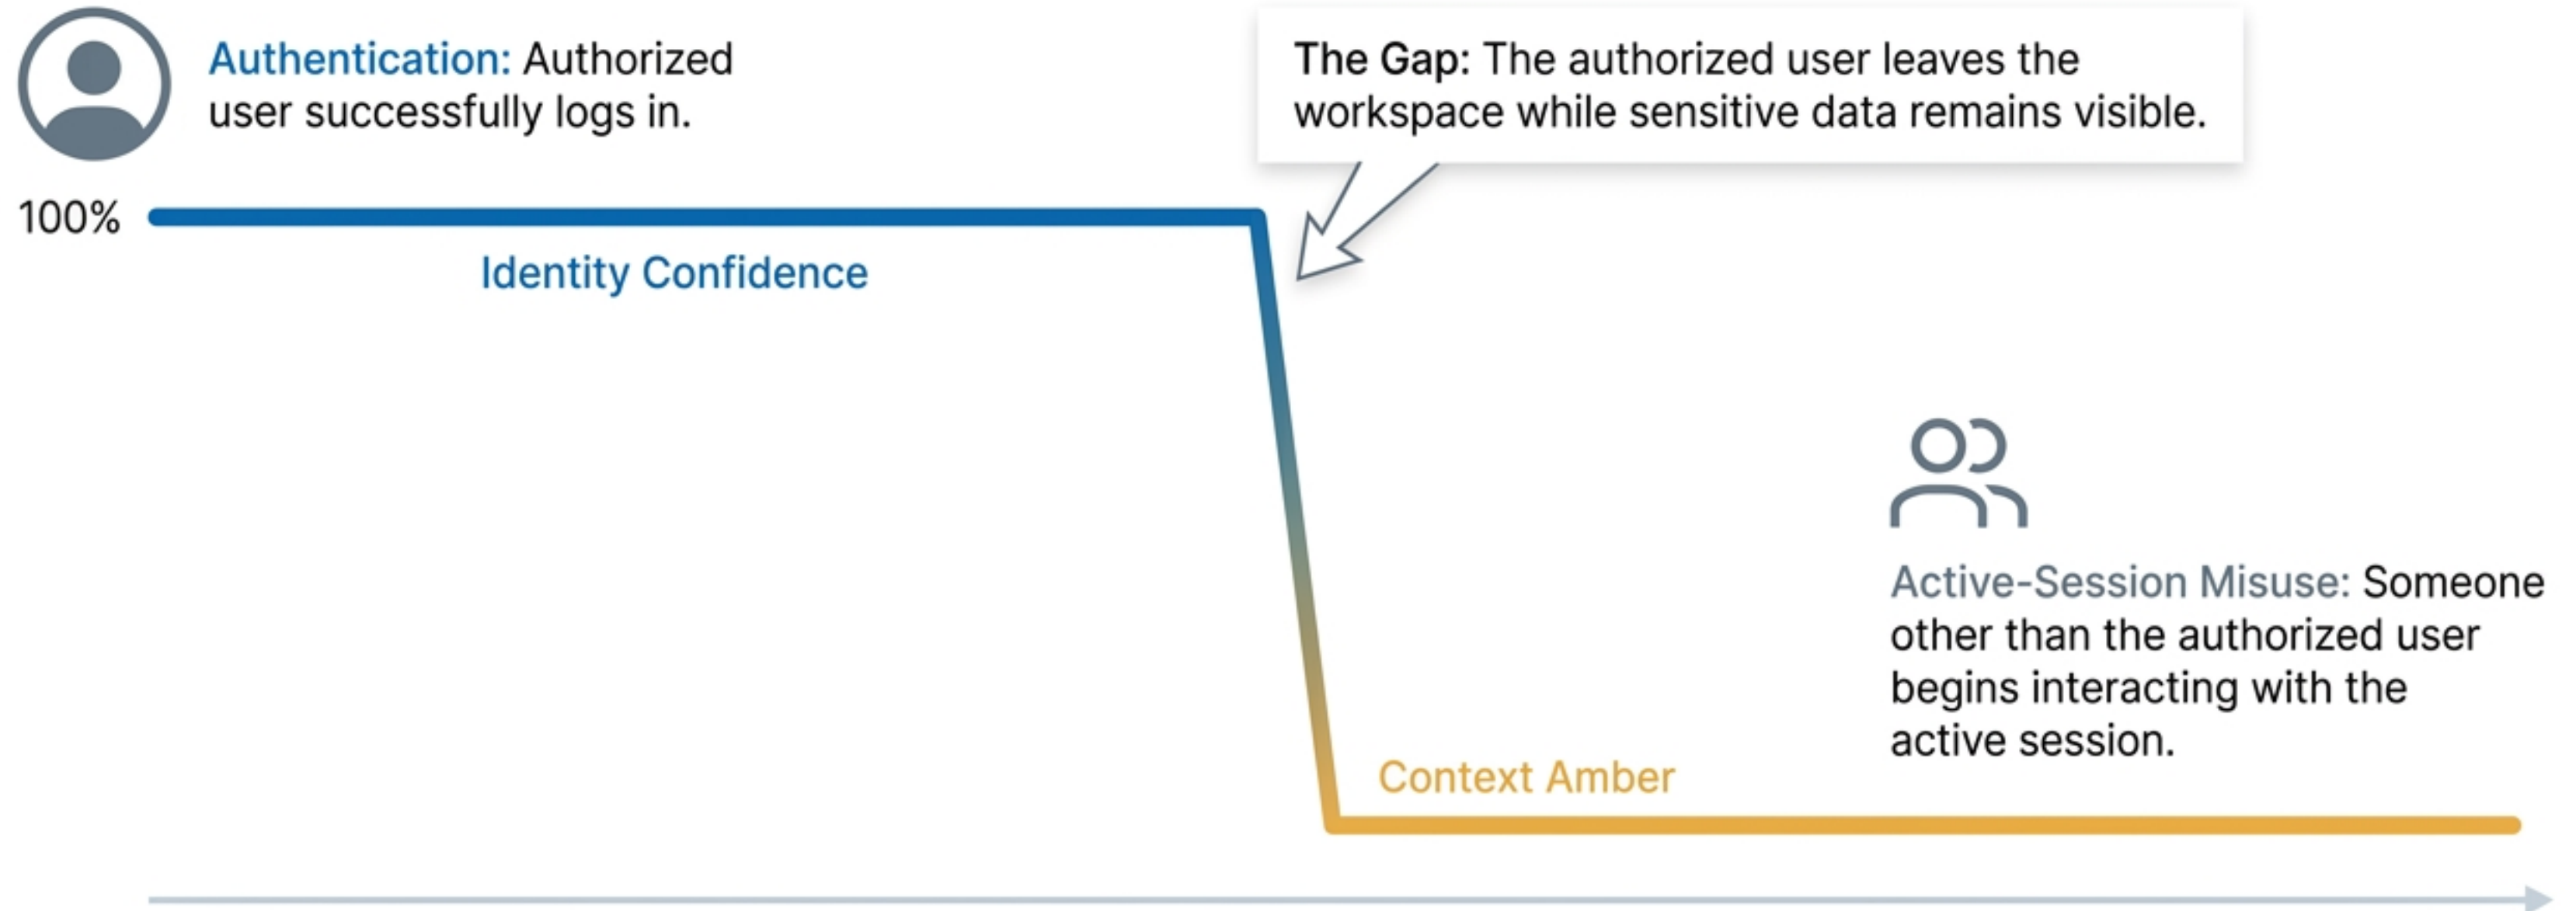 Authentication: Authorized
user successfully logs in.
The Gap: The authorized user leaves the
workspace while sensitive data remains visible.
100%
Identity Confidence
Active-Session Misuse: Someone
other than the authorized user
begins interacting with the
active session.
Context Amber